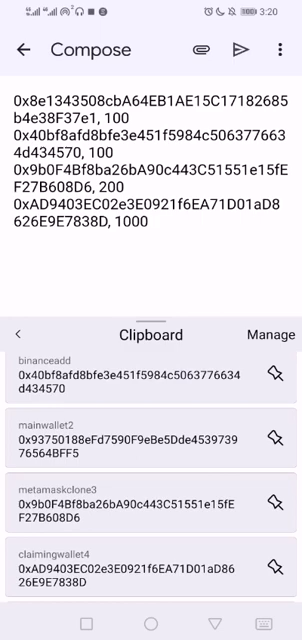 3:20
Compose
0x8e1343508cbA64EB1AE15C17182685
b4e38F37e1, 100
0x40bf8afd8bfe3e451f5984c506377663
4d434570, 100
0x9b0F4Bf8ba26bA90c443C51551e15fE
F27B608D6, 200
0xAD9403EC02e3E0921f6EA71D01aD8
626E9E7838D, 1000
Clipboard
Manage
binanceadd
0x40bf8afd8bfe3e451f5984c5063776634
d434570
mainwallet2
0x93750188eFd7590F9eBe5Dde4539739
76564BFF5
metamaskclone3
0x9b0F4Bf8ba26bA90c443C51551e15fE
F27B608D6
claimingwallet4
0xAD9403EC02e3E0921f6EA71D01aD86
26E9E7838D